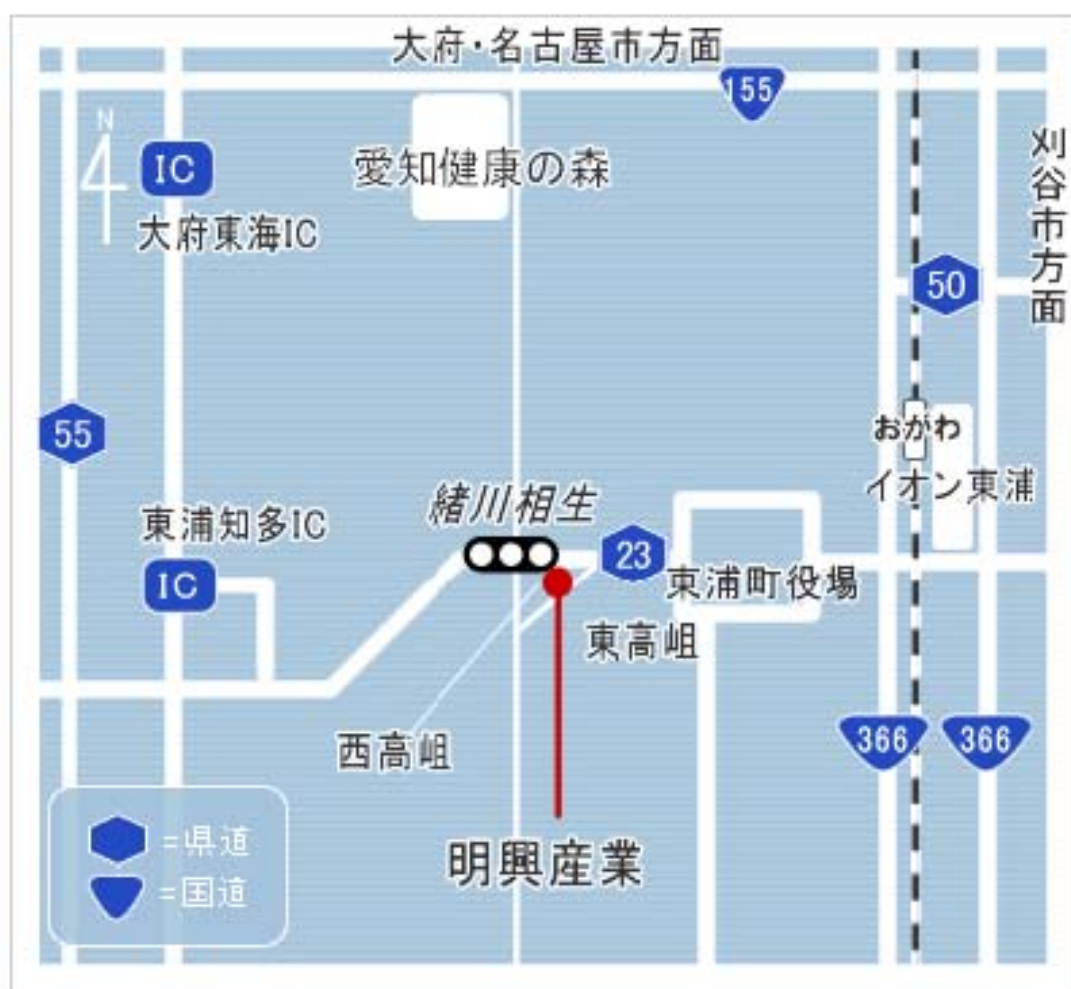 大府・名古屋市方面
155
N
IC
愛知健康の森
大府東海IC
刈谷市方面
50
55
おがわ
イオン東浦
緒川相生
東浦知多IC
23
IC
東浦町役場
東高岨
西高岨
366
366
=県道
=国道
明興産業